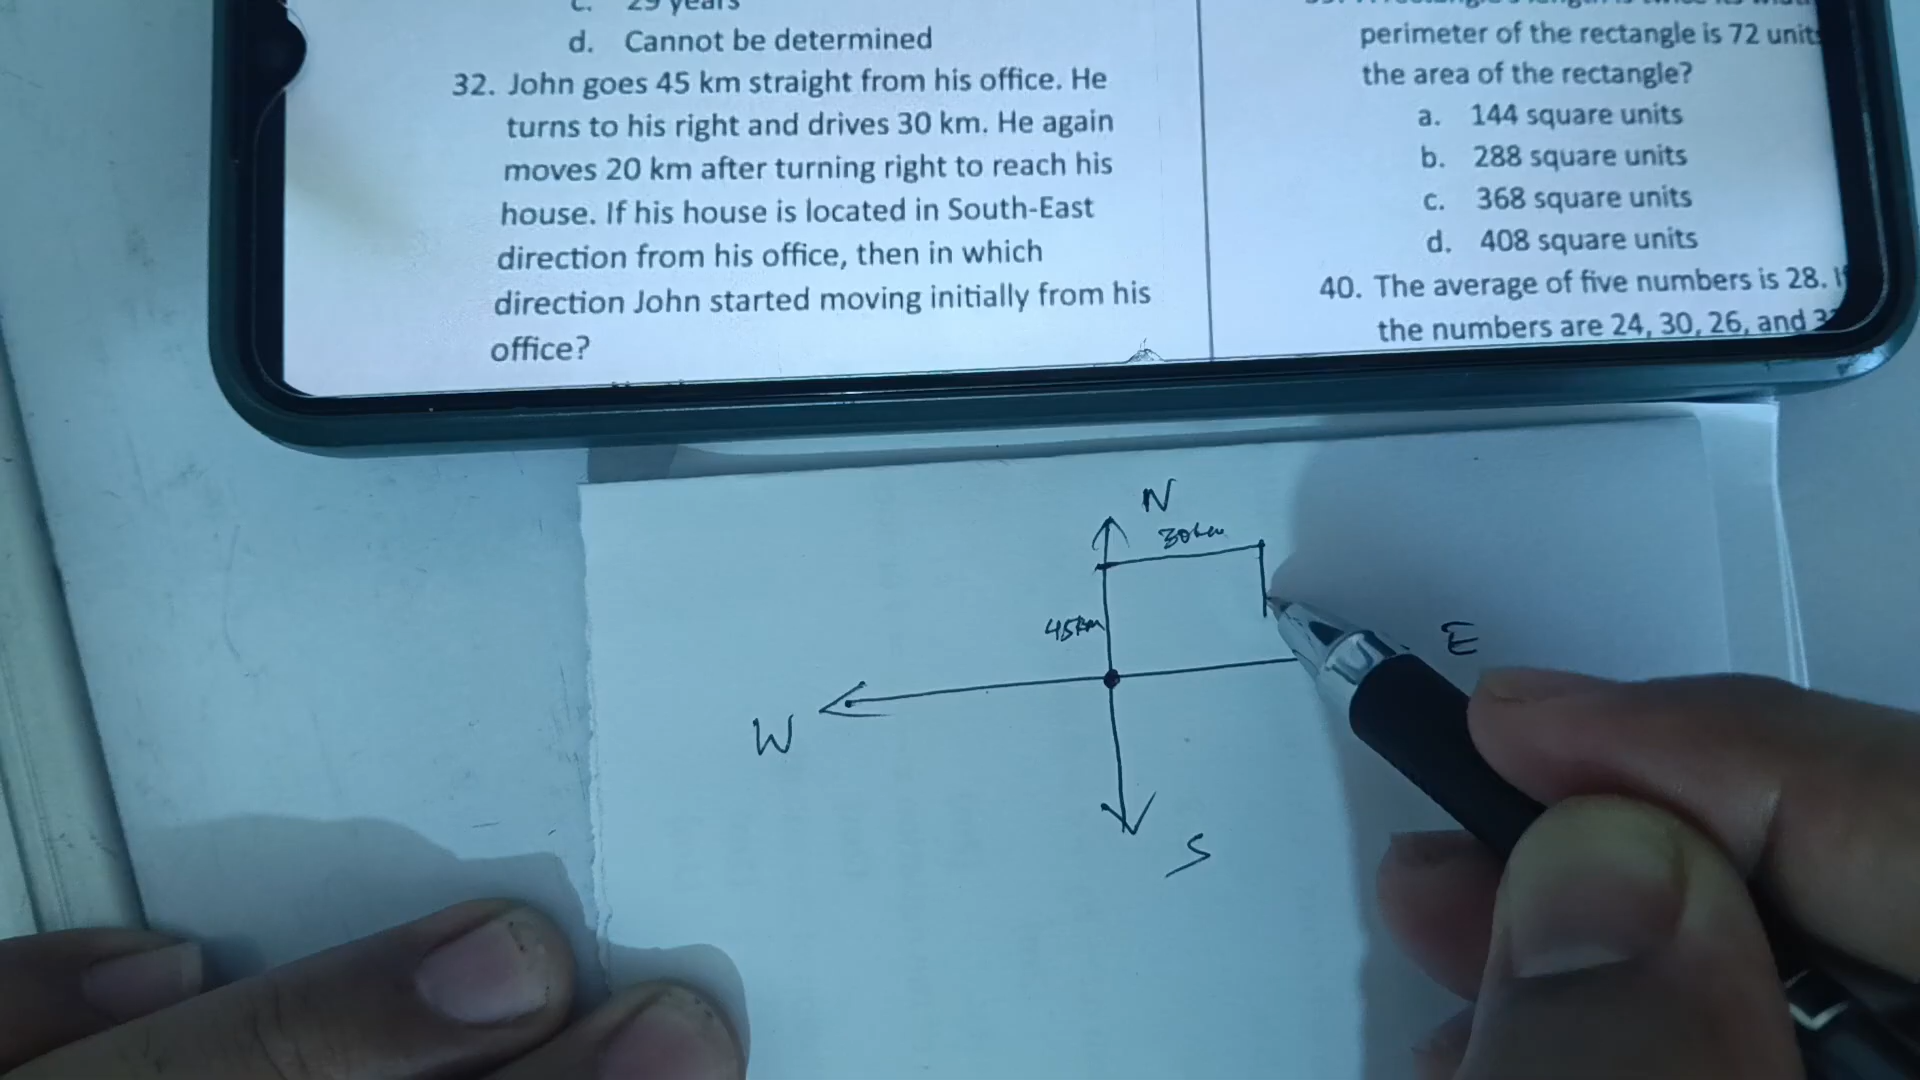 c. 29 years
d. Cannot be determined
32. John goes 45 km straight from his office. He
turns to his right and drives 30 km. He again
moves 20 km after turning right to reach his
house. If his house is located in South-East
direction from his office, then in which
direction John started moving initially from his
office?
perimeter of the rectangle is 72 unit
the area of the rectangle?
a. 144 square units
b. 288 square units
c. 368 square units
d. 408 square units
40. The average of five numbers is 28. If
the numbers are 24, 30, 26, and
N
30km
45km
E
W
S